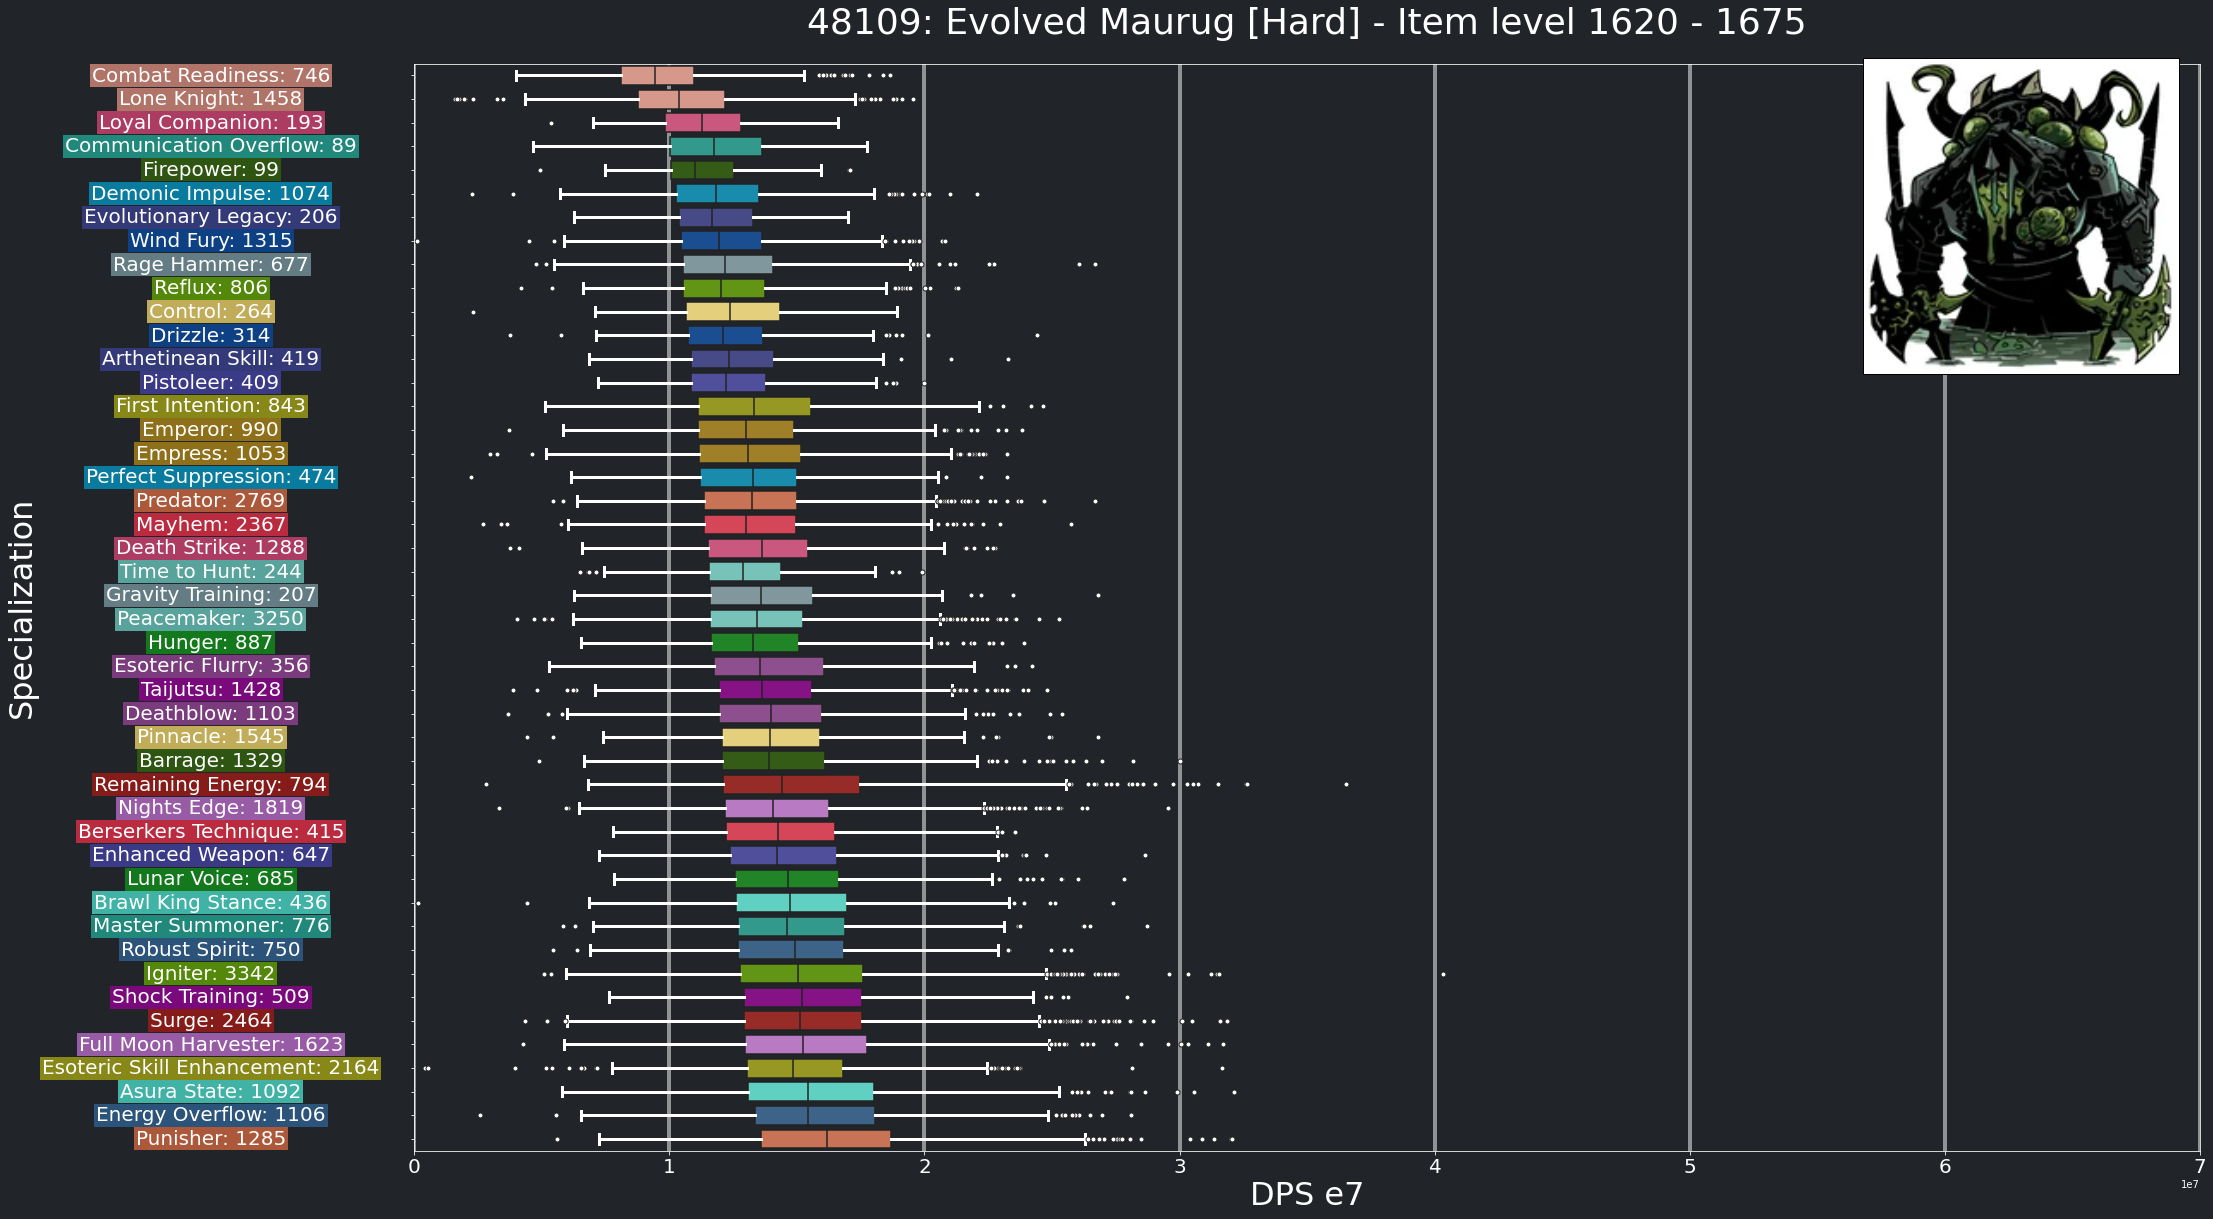 48109: Evolved Maurug [Hard] - Item level 1620 - 1675
Specialization
Combat Readiness: 746
Lone Knight: 1458
Loyal Companion: 193
Communication Overflow: 89
Firepower: 99
Demonic Impulse: 1074
Evolutionary Legacy: 206
Wind Fury: 1315
Rage Hammer: 677
Reflux: 806
Control: 264
Drizzle: 314
Arthetinean Skill: 419
Pistoleer: 409
First Intention: 843
Emperor: 990
Empress: 1053
Perfect Suppression: 474
Predator: 2769
Mayhem: 2367
Death Strike: 1288
Time to Hunt: 244
Gravity Training: 207
Peacemaker: 3250
Hunger: 887
Esoteric Flurry: 356
Taijutsu: 1428
Deathblow: 1103
Pinnacle: 1545
Barrage: 1329
Remaining Energy: 794
Nights Edge: 1819
Berserkers Technique: 415
Enhanced Weapon: 647
Lunar Voice: 685
Brawl King Stance: 436
Master Summoner: 776
Robust Spirit: 750
Igniter: 3342
Shock Training: 509
Surge: 2464
Full Moon Harvester: 1623
Esoteric Skill Enhancement: 2164
Asura State: 1092
Energy Overflow: 1106
Punisher: 1285
0 1 2 3 4 5 6 7
1e7
DPS e7